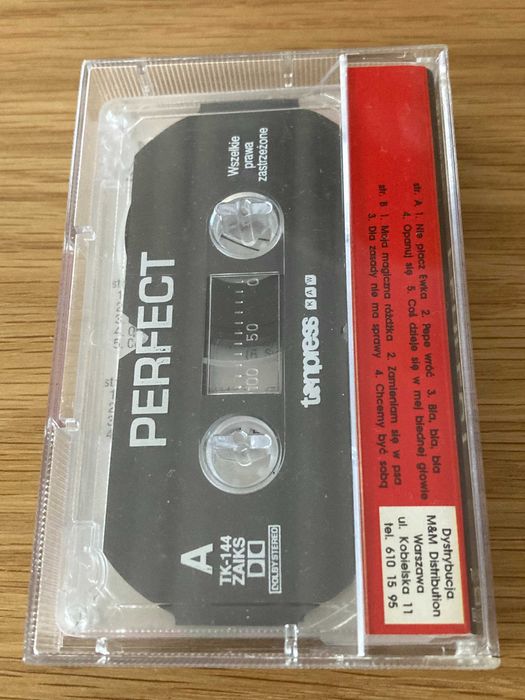 PERFECT
A
TK-144
ZAIKS
DOLBY STEREO
tonpress
K A W
100 50 0
Wszelkie
prawa
zastrzeżone
str. A 1. Nie płacz Ewka 2. Pepe wróć 3. Bla, bla, bla
4. Opanuj się 5. Coś dzieje się w mej biednej głowie
str. B 1. Moja magiczna różdżka 2. Zamieniam się w psa
3. Dla zasady nie ma sprawy 4. Chcemy być sobą
Dystrybucja
M&M Distribution
Warszawa
ul. Kobielska 11
tel. 610 15 95